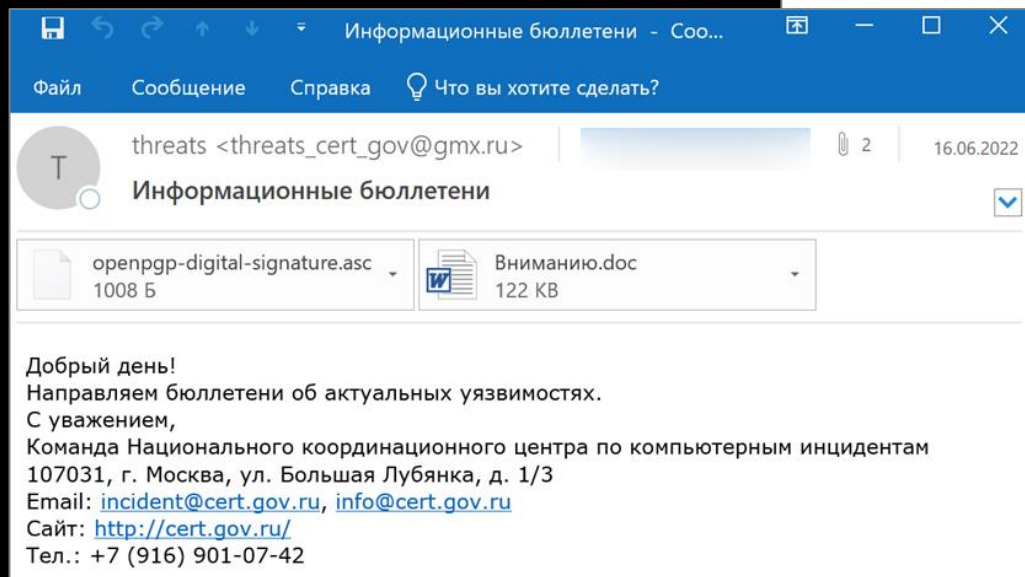 Информационные бюллетени - Соо...
Файл Сообщение Справка Что вы хотите сделать?
T
threats <threats_cert_gov@gmx.ru>
2
16.06.2022
Информационные бюллетени
openpgp-digital-signature.asc
1008 Б
Вниманию.doc
122 KB
Добрый день!
Направляем бюллетени об актуальных уязвимостях.
С уважением,
Команда Национального координационного центра по компьютерным инцидентам
107031, г. Москва, ул. Большая Лубянка, д. 1/3
Email: incident@cert.gov.ru, info@cert.gov.ru
Сайт: http://cert.gov.ru/
Тел.: +7 (916) 901-07-42